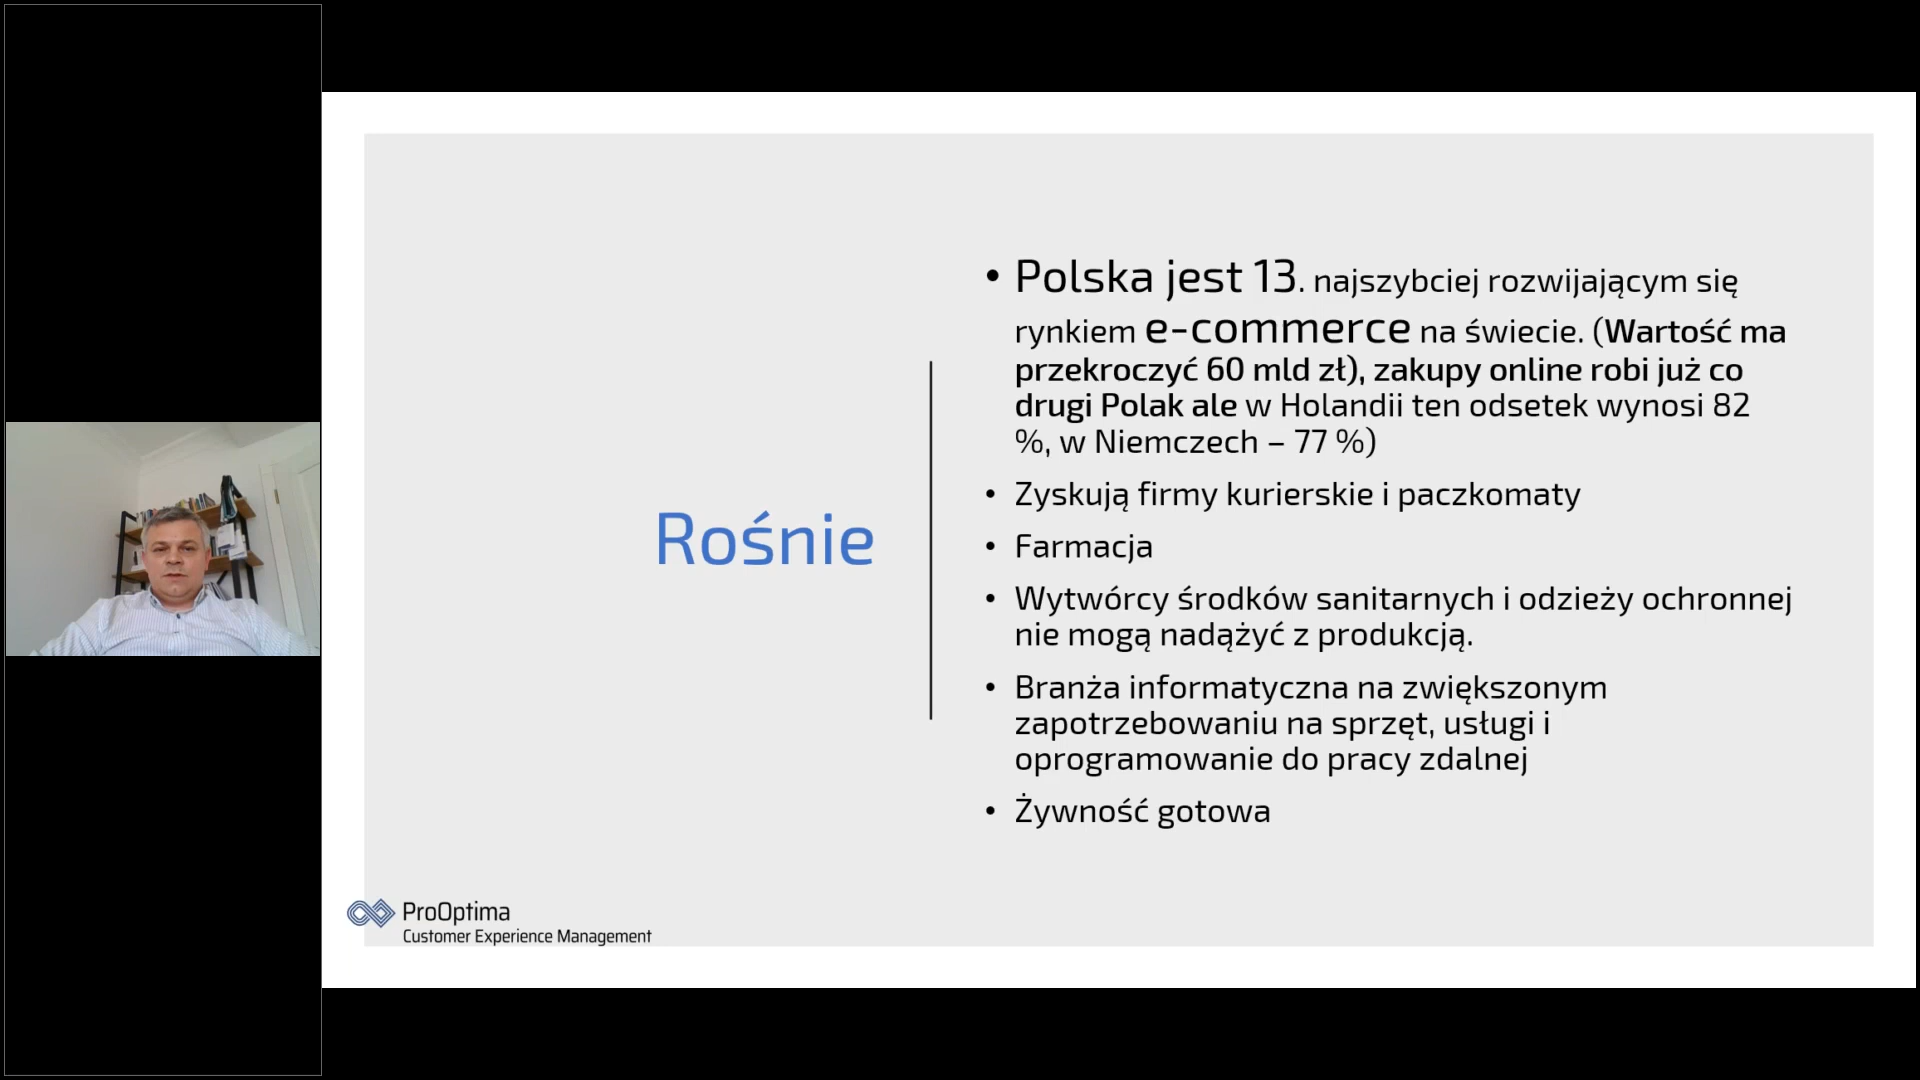 Rośnie
• Polska jest 13. najszybciej rozwijającym się
rynkiem e-commerce na świecie. (Wartość ma
przekroczyć 60 mld zł), zakupy online robi już co
drugi Polak ale w Holandii ten odsetek wynosi 82
%, w Niemczech – 77 %)
• Zyskują firmy kurierskie i paczkomaty
• Farmacja
• Wytwórcy środków sanitarnych i odzieży ochronnej
nie mogą nadążyć z produkcją.
• Branża informatyczna na zwiększonym
zapotrzebowaniu na sprzęt, usługi i
oprogramowanie do pracy zdalnej
• Żywność gotowa
ProOptima
Customer Experience Management